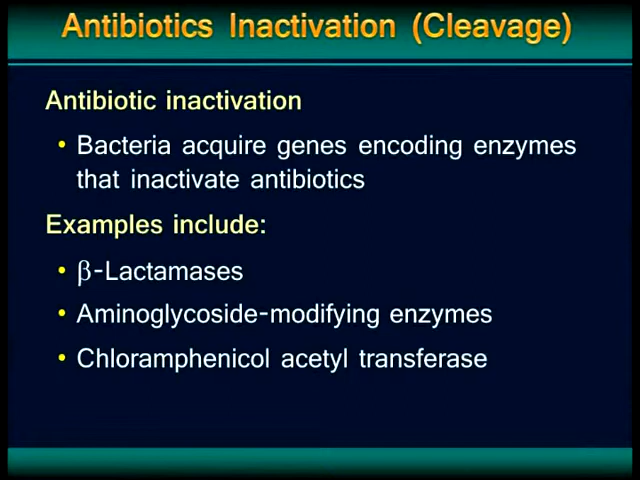 Antibiotics Inactivation (Cleavage)
Antibiotic inactivation
• Bacteria acquire genes encoding enzymes
that inactivate antibiotics
Examples include:
• β-Lactamases
• Aminoglycoside-modifying enzymes
• Chloramphenicol acetyl transferase